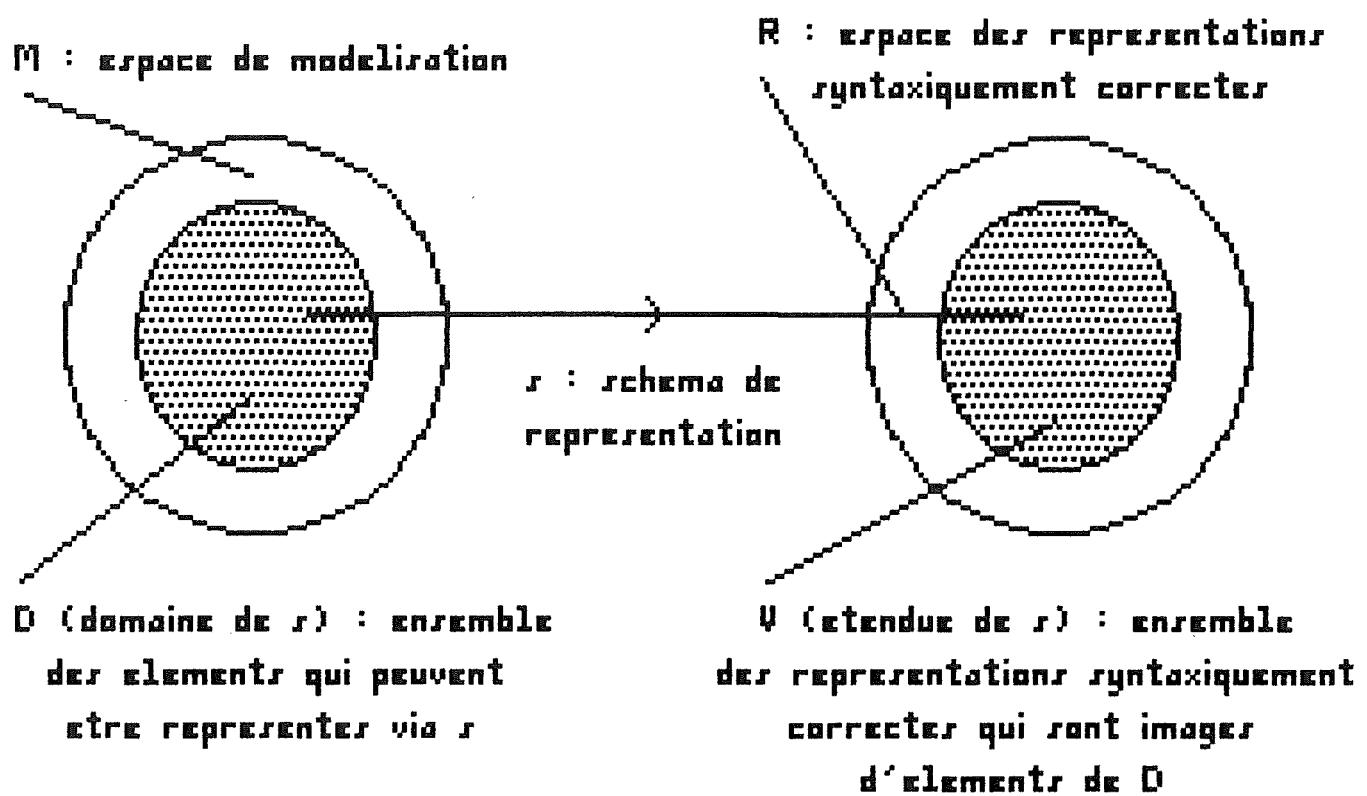 M : espace de modelisation
R : espace des representations
syntaxiquement correctes
s : schema de
representation
D (domaine de s) : ensemble
des elements qui peuvent
etre representes via s
V (etendue de s) : ensemble
des representations syntaxiquement
correctes qui sont images
d'elements de D